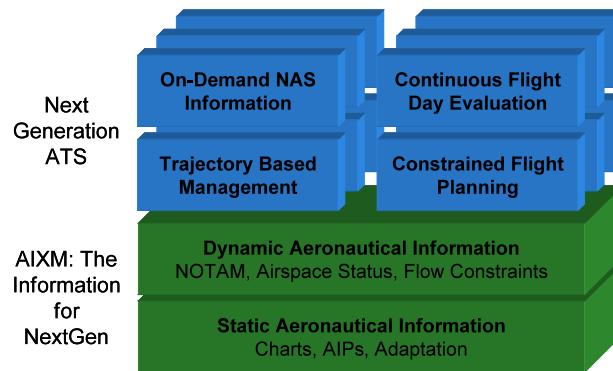 Next
Generation
ATS
On-Demand NAS
Information
Continuous Flight
Day Evaluation
Trajectory Based
Management
Constrained Flight
Planning
AIXM: The
Information
for
NextGen
Dynamic Aeronautical Information
NOTAM, Airspace Status, Flow Constraints
Static Aeronautical Information
Charts, AIPs, Adaptation